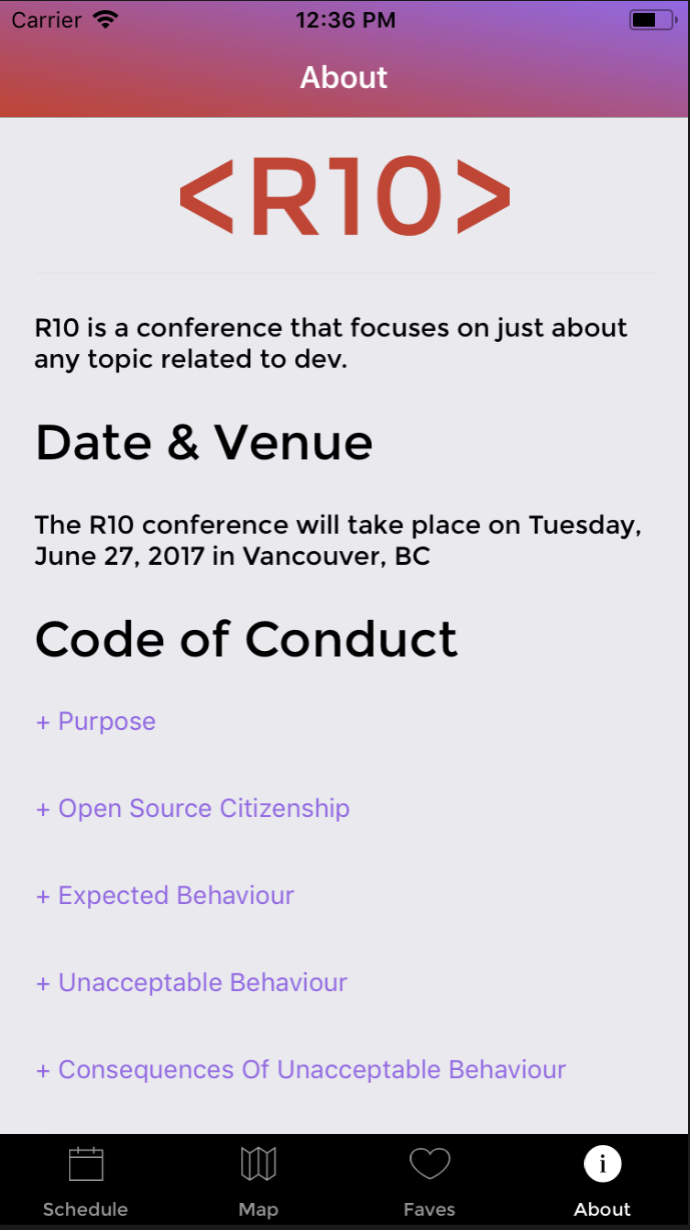 Carrier 12:36 PM
About
<R10>
R10 is a conference that focuses on just about
any topic related to dev.
Date & Venue
The R10 conference will take place on Tuesday,
June 27, 2017 in Vancouver, BC
Code of Conduct
+ Purpose
+ Open Source Citizenship
+ Expected Behaviour
+ Unacceptable Behaviour
+ Consequences Of Unacceptable Behaviour
i
Schedule Map Faves About